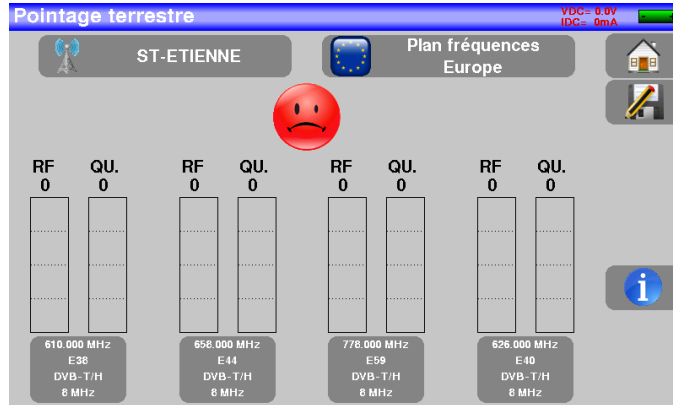 Pointage terrestre
VDC= 0.0V
IDC= 0mA
ST-ETIENNE
Plan fréquences
Europe
RF QU. RF QU. RF QU. RF QU.
0 0 0 0 0 0 0 0
610.000 MHz 658.000 MHz 778.000 MHz 626.000 MHz
E38 E44 E59 E40
DVB-T/H DVB-T/H DVB-T/H DVB-T/H
8 MHz 8 MHz 8 MHz 8 MHz